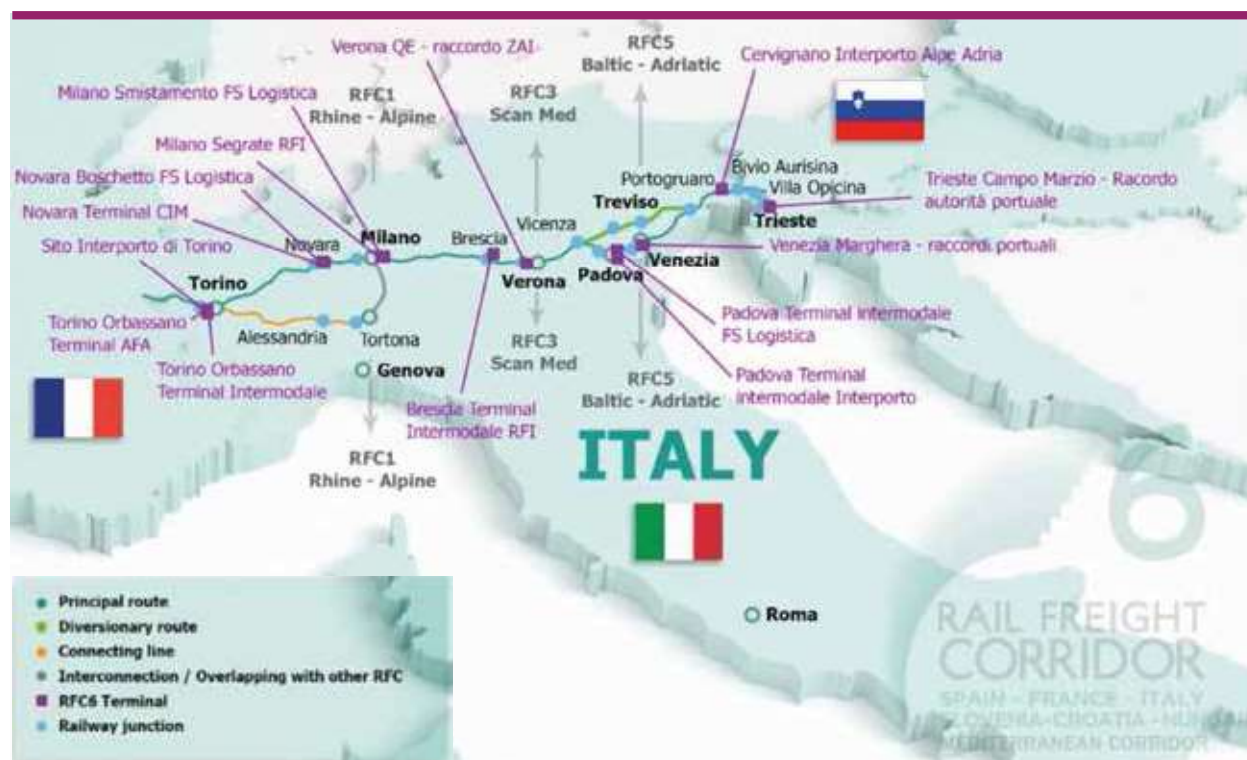 Verona QE - raccordo ZAI
RFC5
Baltic - Adriatic
Cervignano Interporto Alpe Adria
Milano Smistamento FS Logistica
RFC1
Rhine - Alpine
RFC3
Scan Med
Milano Segrate RFI
Novara Boschetto FS Logistica
Novara Terminal CIM
Sito Interporto di Torino
Bivio Aurisina
Portogruaro
Villa Opicina
Trieste Campo Marzio - Racordo
autorità portuale
Treviso
Trieste
Vicenza
Novara
Milano
Brescia
Venezia Marghera - raccordi portuali
Venezia
Torino
Verona
Padova
Torino Orbassano
Terminal AFA
Alessandria
Tortona
RFC3
Scan Med
Padova Terminal intermodale
FS Logistica
Torino Orbassano
Terminal Intermodale
Genova
RFC5
Baltic - Adriatic
Padova Terminal
intermodale Interporto
Brescia Terminal
Intermodale RFI
ITALY
RFC1
Rhine - Alpine
6
Principal route
Diversionary route
Connecting line
Interconnection / Overlapping with other RFC
RFC6 Terminal
Railway junction
Roma
RAIL FREIGHT
CORRIDOR
SPAIN - FRANCE - ITALY
SLOVENIA-CROATIA -
MEDITERRANEAN CORRIDOR